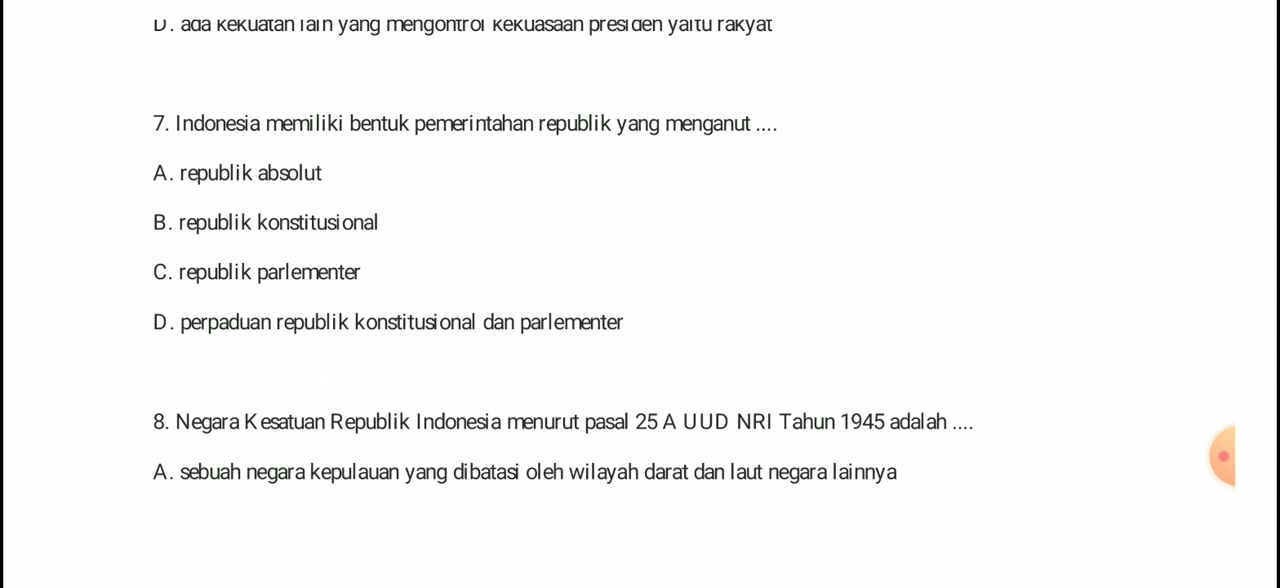 D. ada kekuatan lain yang mengontrol kekuasaan presiden yaitu rakyat
7. Indonesia memiliki bentuk pemerintahan republik yang menganut ....
A. republik absolut
B. republik konstitusional
C. republik parlementer
D. perpaduan republik konstitusional dan parlementer
8. Negara Kesatuan Republik Indonesia menurut pasal 25 A UUD NRI Tahun 1945 adalah ....
A. sebuah negara kepulauan yang dibatasi oleh wilayah darat dan laut negara lainnya